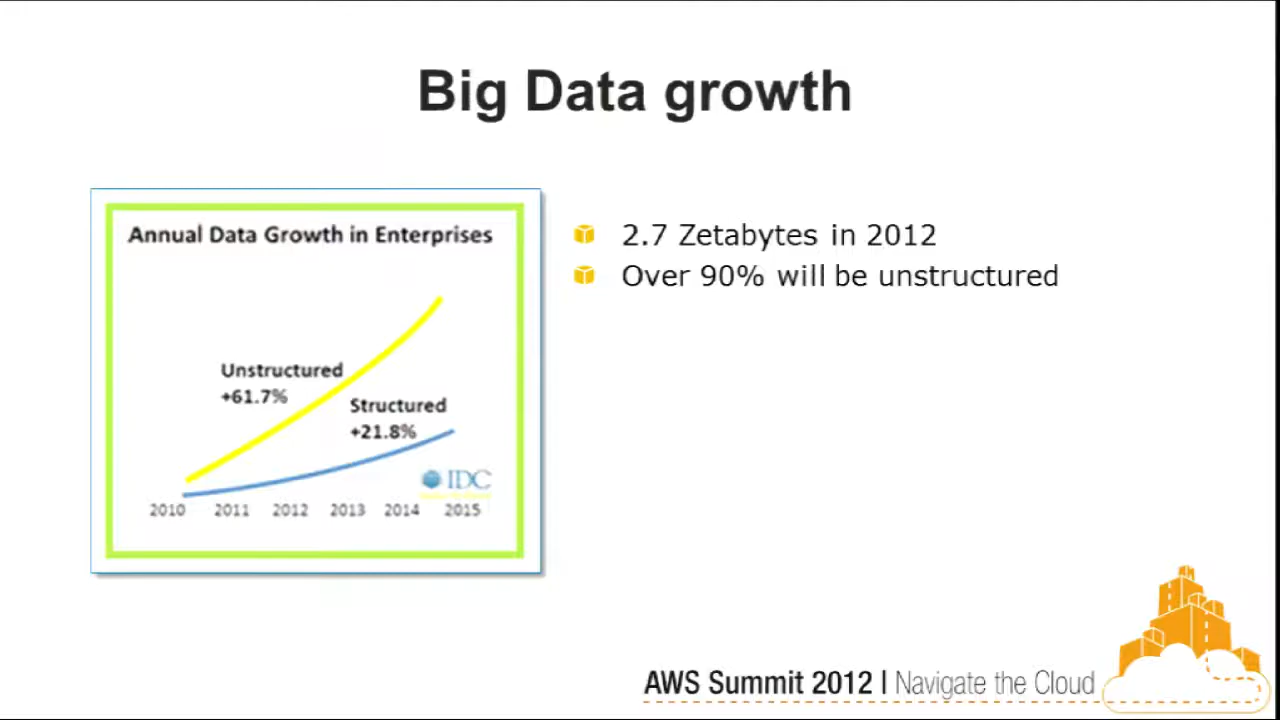 Big Data growth
Annual Data Growth in Enterprises
Unstructured
+61.7%
Structured
+21.8%
IDC
2010 2011 2012 2013 2014 2015
2.7 Zetabytes in 2012
Over 90% will be unstructured
AWS Summit 2012 | Navigate the Cloud